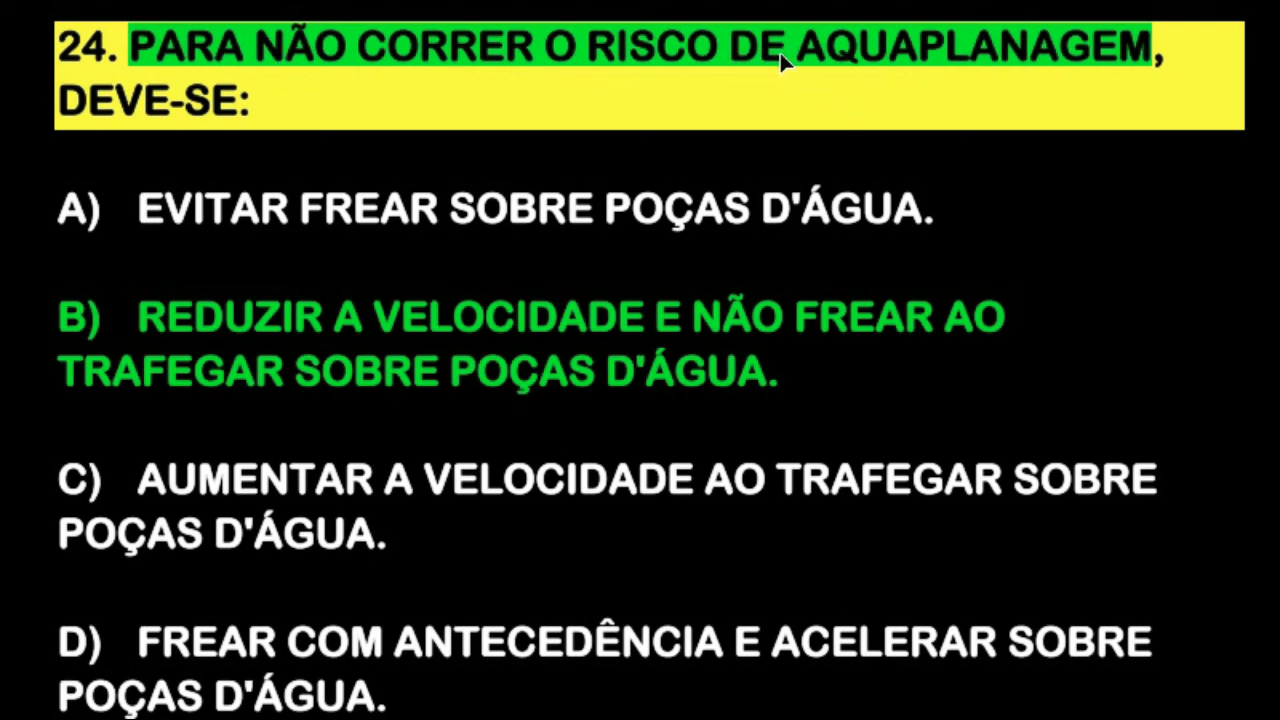 24. PARA NÃO CORRER O RISCO DE AQUAPLANAGEM,
DEVE-SE:
A) EVITAR FREAR SOBRE POÇAS D'ÁGUA.
B) REDUZIR A VELOCIDADE E NÃO FREAR AO
TRAFEGAR SOBRE POÇAS D'ÁGUA.
C) AUMENTAR A VELOCIDADE AO TRAFEGAR SOBRE
POÇAS D'ÁGUA.
D) FREAR COM ANTECEDÊNCIA E ACELERAR SOBRE
POÇAS D'ÁGUA.